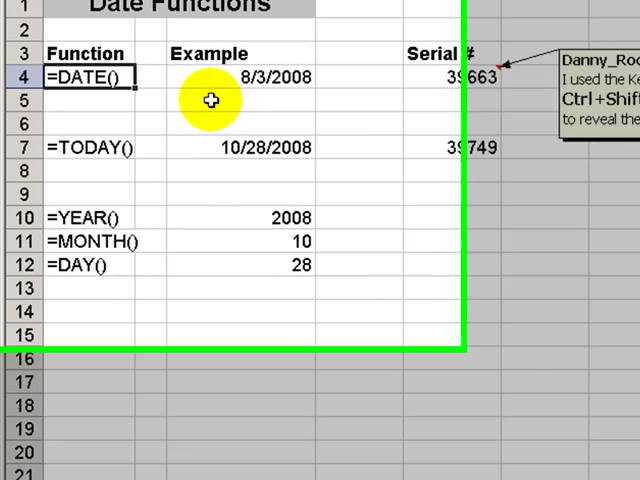 1 Date Functions
2
3 Function Example Serial #
4 =DATE() 8/3/2008 39663
5
6
7 =TODAY() 10/28/2008 39749
8
9
10 =YEAR() 2008
11 =MONTH() 10
12 =DAY() 28
13
14
15
16
17
18
19
20
21
Danny_Roc
I used the Ke
Ctrl+Shif
to reveal the